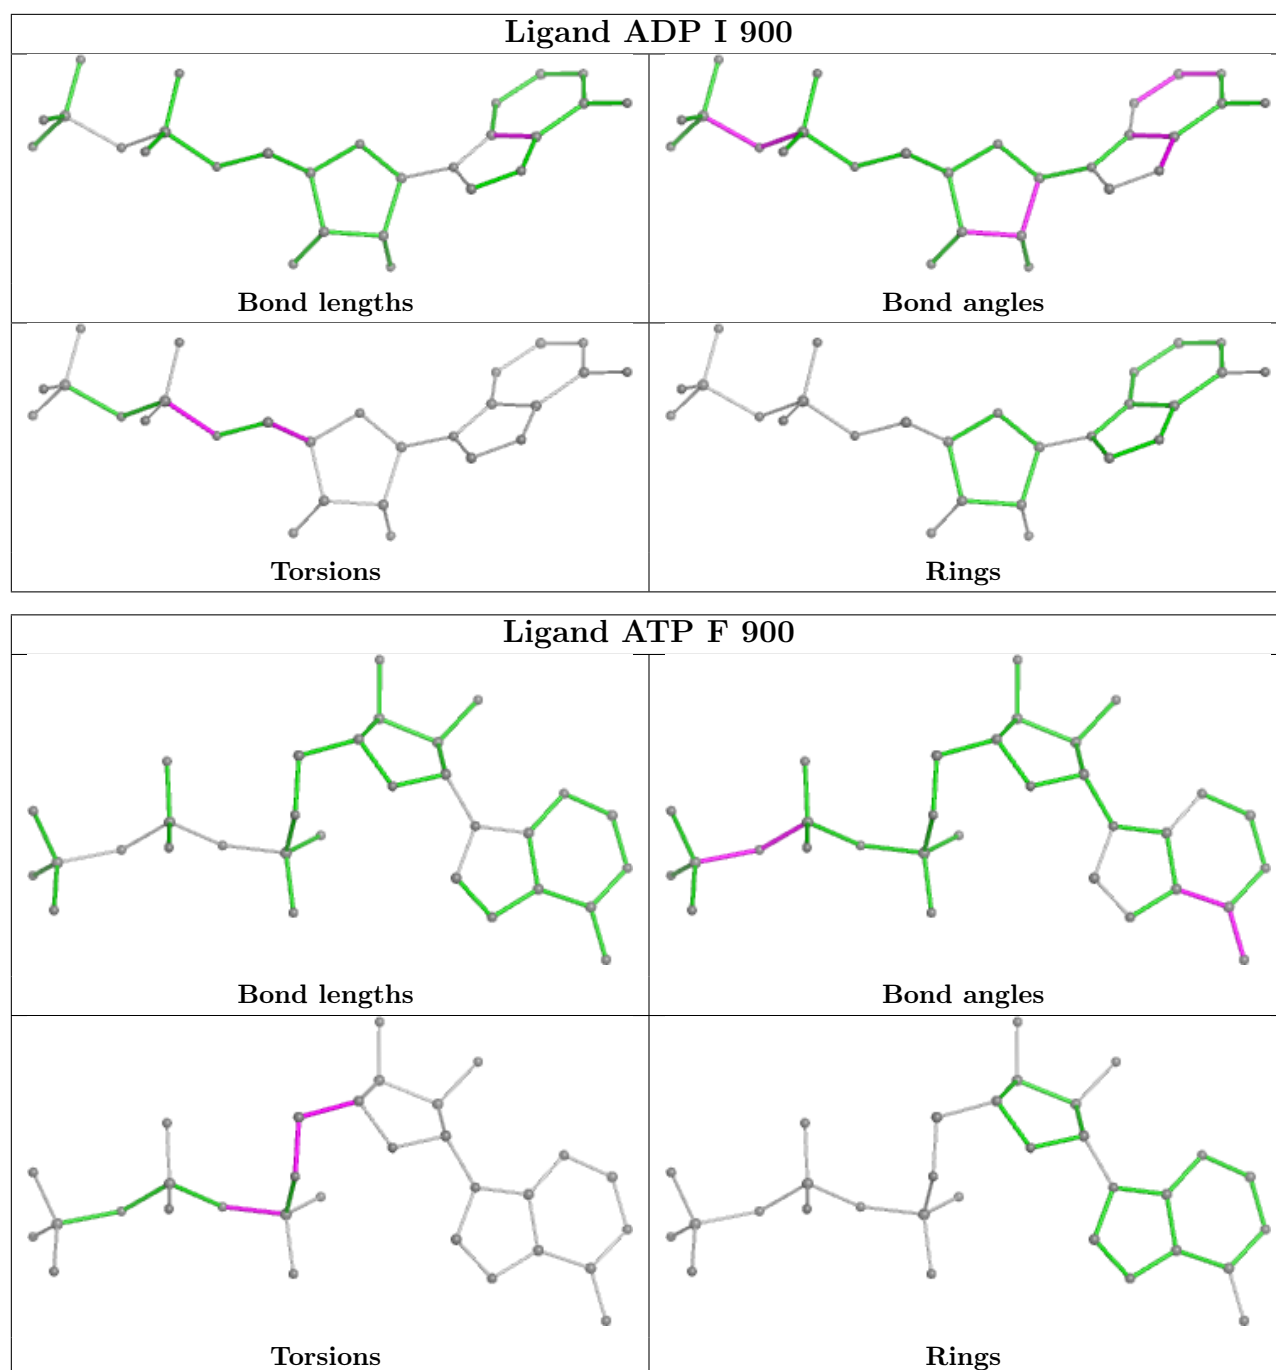 Ligand ADP I 900
Bond lengths
Bond angles
Torsions
Rings
Ligand ATP F 900
Bond lengths
Bond angles
Torsions
Rings